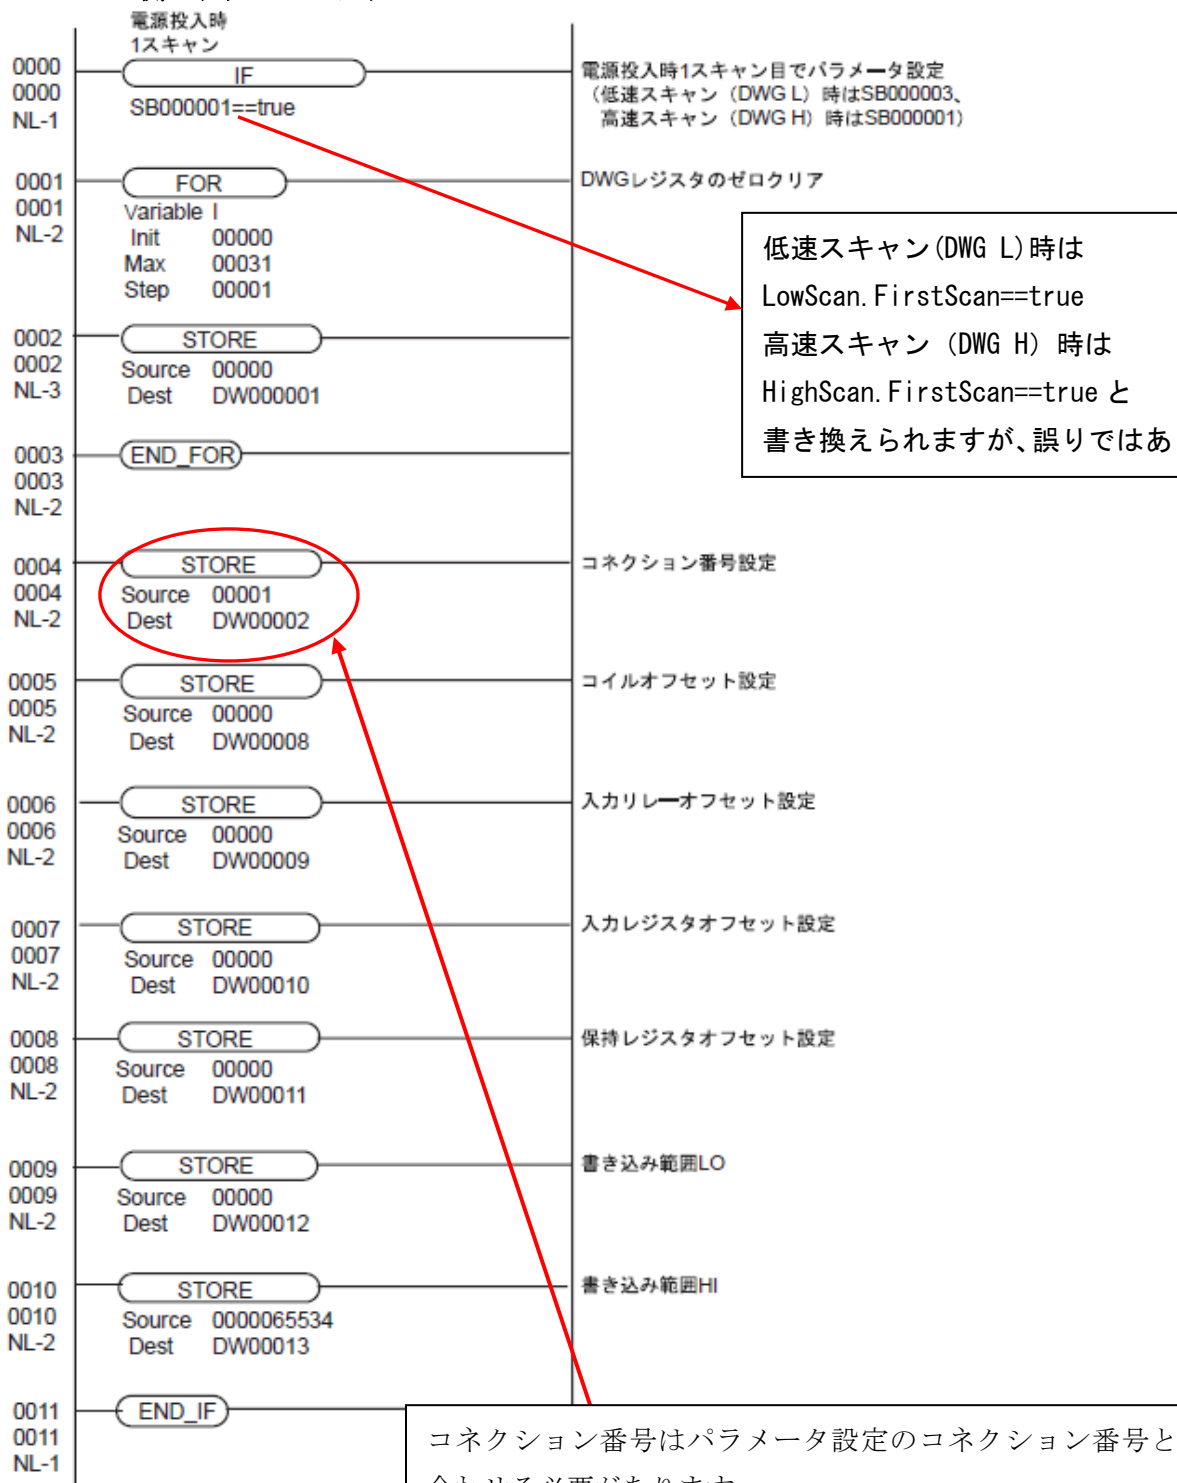 電源投入時
1スキャン
0000
0000
NL-1
IF
SB000001==true
電源投入時1スキャン目でパラメータ設定
（低速スキャン（DWG L）時はSB000003、
高速スキャン（DWG H）時はSB000001）
0001
0001
NL-2
FOR
Variable I
Init 00000
Max 00031
Step 00001
DWGレジスタのゼロクリア
低速スキャン(DWG L)時は
LowScan.FirstScan==true
高速スキャン（DWG H）時は
HighScan.FirstScan==true と
書き換えられますが、誤りではあ
0002
0002
NL-3
STORE
Source 00000
Dest DW000001
0003
0003
NL-2
END_FOR
0004
0004
NL-2
STORE
Source 00001
Dest DW00002
コネクション番号設定
0005
0005
NL-2
STORE
Source 00000
Dest DW00008
コイルオフセット設定
0006
0006
NL-2
STORE
Source 00000
Dest DW00009
入力リレーオフセット設定
0007
0007
NL-2
STORE
Source 00000
Dest DW00010
入力レジスタオフセット設定
0008
0008
NL-2
STORE
Source 00000
Dest DW00011
保持レジスタオフセット設定
0009
0009
NL-2
STORE
Source 00000
Dest DW00012
書き込み範囲LO
0010
0010
NL-2
STORE
Source 0000065534
Dest DW00013
書き込み範囲HI
0011
0011
NL-1
END_IF
コネクション番号はパラメータ設定のコネクション番号と